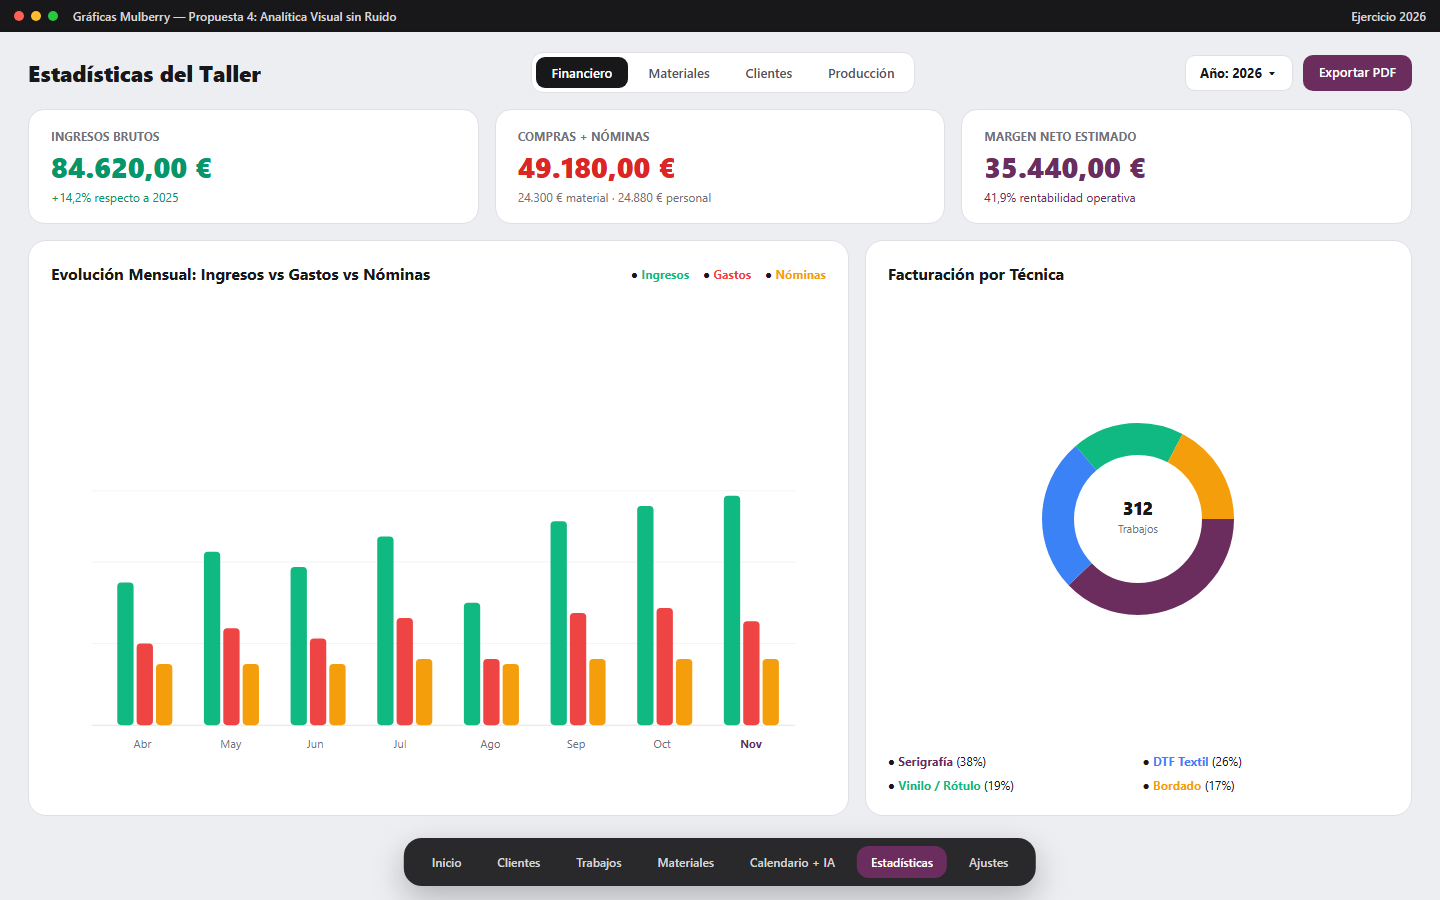 Gráficas Mulberry — Propuesta 4: Analítica Visual sin Ruido
Ejercicio 2026
Estadísticas del Taller
Financiero
Materiales
Clientes
Producción
Año: 2026
Exportar PDF
INGRESOS BRUTOS
84.620,00 €
+14,2% respecto a 2025
COMPRAS + NÓMINAS
49.180,00 €
24.300 € material · 24.880 € personal
MARGEN NETO ESTIMADO
35.440,00 €
41,9% rentabilidad operativa
Evolución Mensual: Ingresos vs Gastos vs Nóminas
● Ingresos ● Gastos ● Nóminas
Abr May Jun Jul Ago Sep Oct Nov
Facturación por Técnica
312
Trabajos
● Serigrafía (38%)
● DTF Textil (26%)
● Vinilo / Rótulo (19%)
● Bordado (17%)
Inicio
Clientes
Trabajos
Materiales
Calendario + IA
Estadísticas
Ajustes